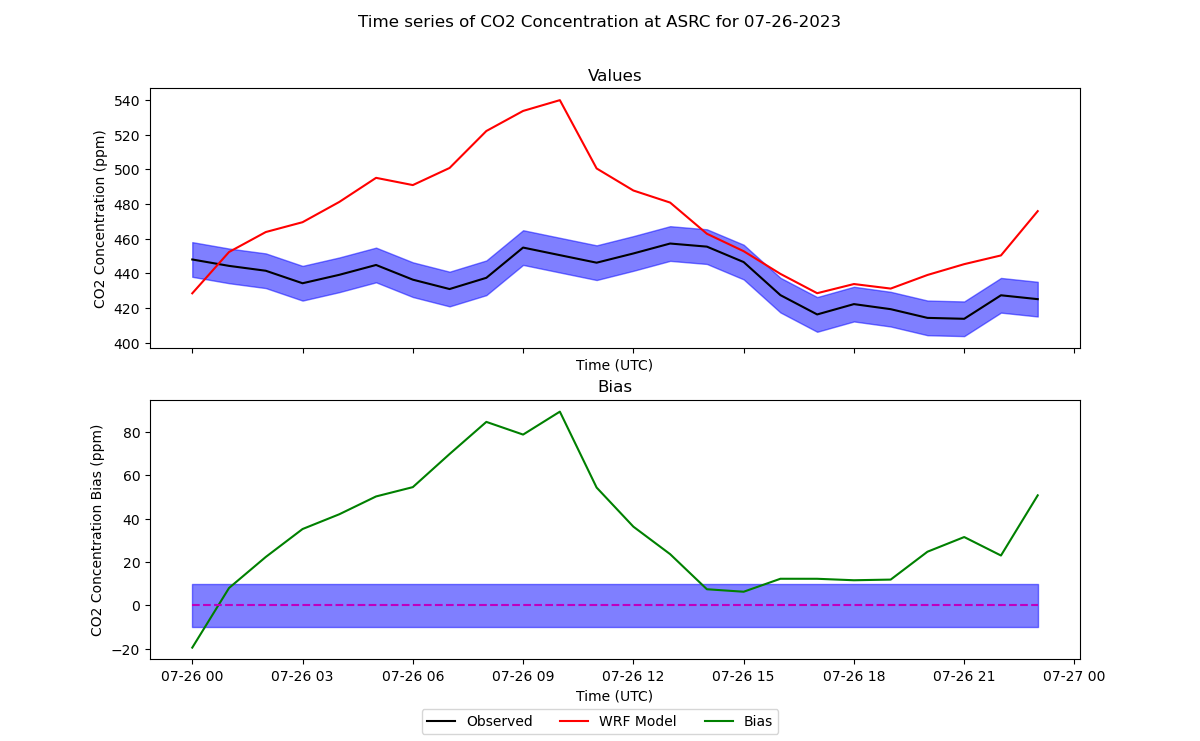 Time series of CO2 Concentration at ASRC for 07-26-2023
Values
CO2 Concentration (ppm)
540
520
500
480
460
440
420
400
Time (UTC)
Bias
CO2 Concentration Bias (ppm)
80
60
40
20
0
−20
07-26 00 07-26 03 07-26 06 07-26 09 07-26 12 07-26 15 07-26 18 07-26 21 07-27 00
Time (UTC)
Observed WRF Model Bias